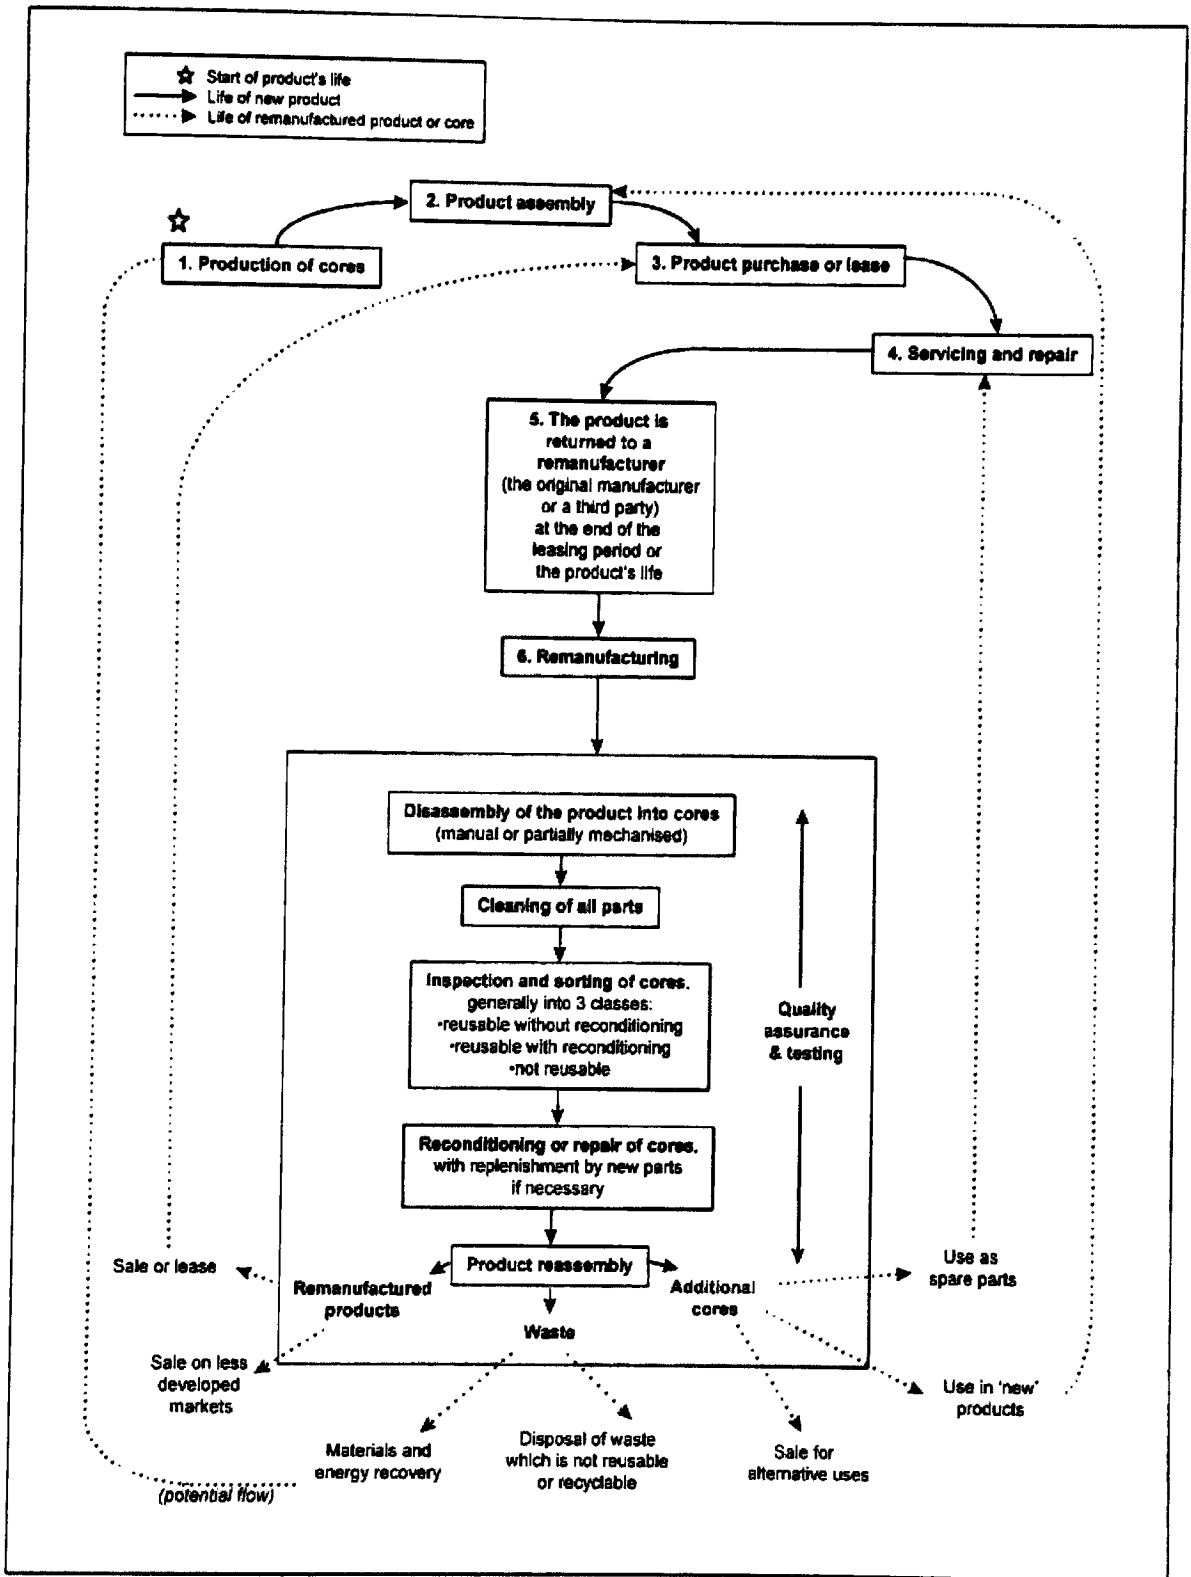 Start of product's life
Life of new product
Life of remanufactured product or core
2. Product assembly
1. Production of cores
3. Product purchase or lease
4. Servicing and repair
5. The product is
returned to a
remanufacturer
(the original manufacturer
or a third party)
at the end of the
leasing period or
the product's life
6. Remanufacturing
Disassembly of the product into cores
(manual or partially mechanised)
Cleaning of all parts
Inspection and sorting of cores.
generally into 3 classes:
•reusable without reconditioning
•reusable with reconditioning
•not reusable
Quality
assurance
& testing
Reconditioning or repair of cores.
with replenishment by new parts
if necessary
Product reassembly
Sale or lease
Remanufactured
products
Additional
cores
Use as
spare parts
Waste
Sale on less
developed
markets
Use in 'new'
products
Materials and
energy recovery
Disposal of waste
which is not reusable
or recyclable
Sale for
alternative uses
(potential flow)